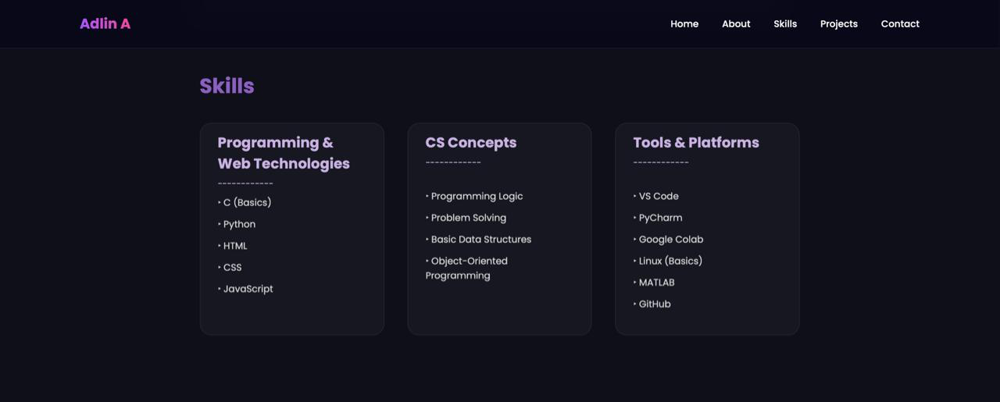 Adlin A
Home About Skills Projects Contact
Skills
Programming &
Web Technologies
------------
‣ C (Basics)
‣ Python
‣ HTML
‣ CSS
‣ JavaScript
CS Concepts
------------
‣ Programming Logic
‣ Problem Solving
‣ Basic Data Structures
‣ Object-Oriented
Programming
Tools & Platforms
------------
‣ VS Code
‣ PyCharm
‣ Google Colab
‣ Linux (Basics)
‣ MATLAB
‣ GitHub